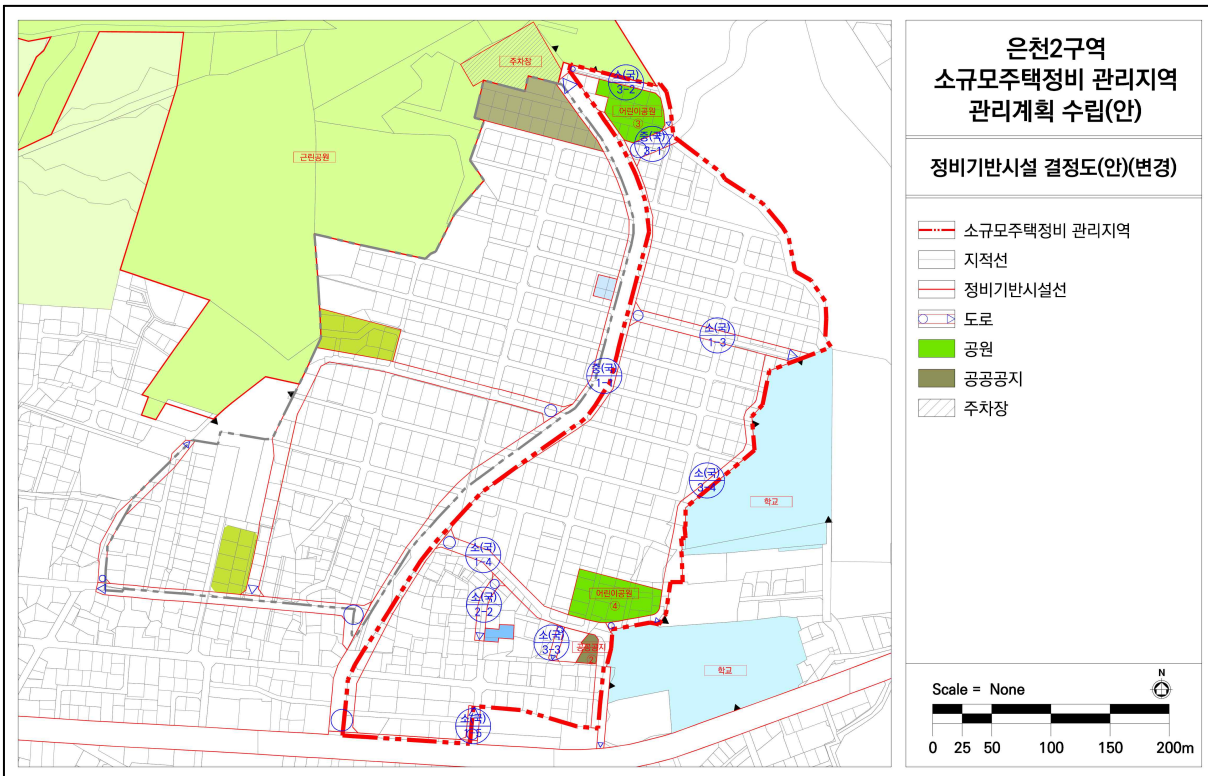 은천2구역
소규모주택정비 관리지역
관리계획 수립(안)
정비기반시설 결정도(안)(변경)
소규모주택정비 관리지역
지적선
정비기반시설선
도로
공원
공공공지
주차장
Scale = None
N
0 25 50 100 150 200m
주차장
소(국)
3-2
어린이공원
③
중(국)
3-1
근린공원
소(국)
1-3
중(국)
소(국)
3-4
학교
소(국)
1-4
소(국)
2-2
어린이공원
④
소(국)
3-3
공공공지
학교
소(국)
1-5